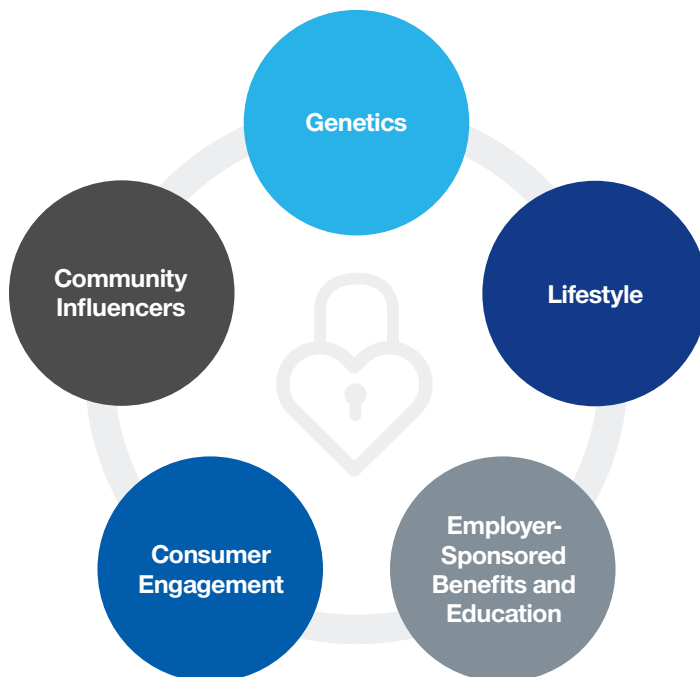 Genetics
Lifestyle
Employer-
Sponsored
Benefits and
Education
Consumer
Engagement
Community
Influencers